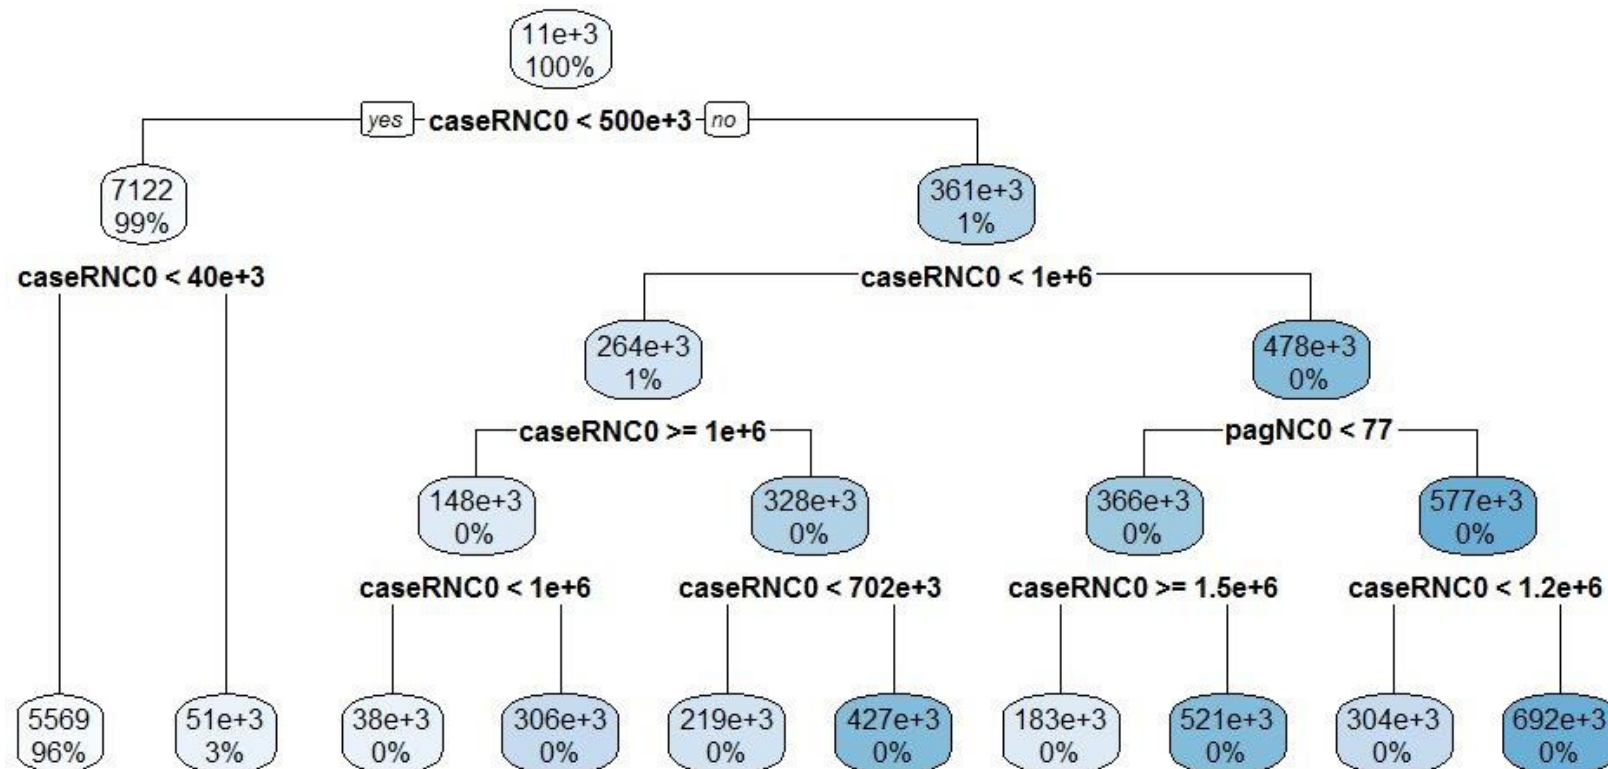 11e+3
100%
yes caseRNC0 < 500e+3 no
7122
99%
361e+3
1%
caseRNC0 < 40e+3
caseRNC0 < 1e+6
264e+3
1%
478e+3
0%
caseRNC0 >= 1e+6
pagNC0 < 77
148e+3
0%
328e+3
0%
366e+3
0%
577e+3
0%
caseRNC0 < 1e+6
caseRNC0 < 702e+3
caseRNC0 >= 1.5e+6
caseRNC0 < 1.2e+6
5569
96%
51e+3
3%
38e+3
0%
306e+3
0%
219e+3
0%
427e+3
0%
183e+3
0%
521e+3
0%
304e+3
0%
692e+3
0%